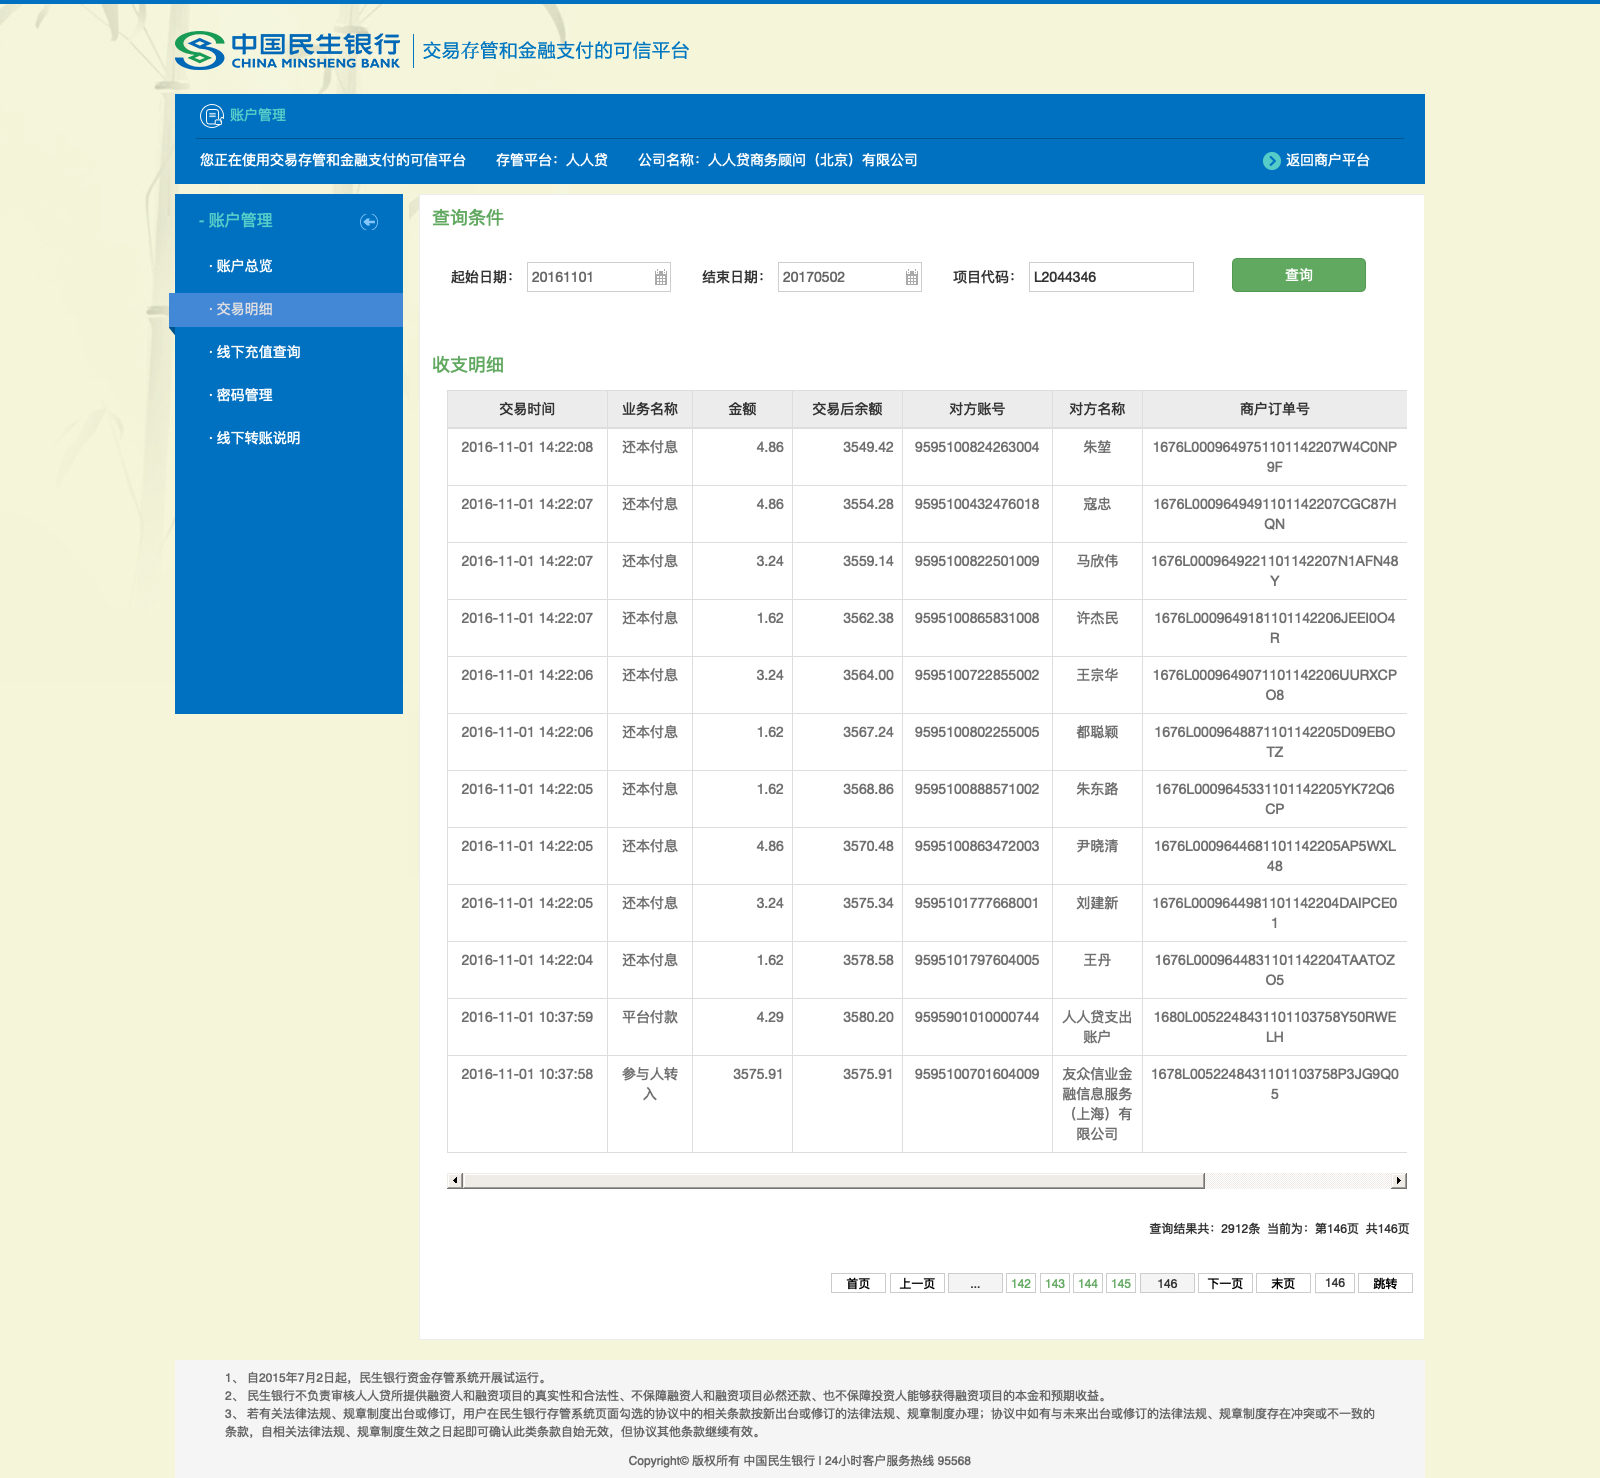 中国民生银行
CHINA MINSHENG BANK
交易存管和金融支付的可信平台
账户管理
您正在使用交易存管和金融支付的可信平台 存管平台：人人贷 公司名称：人人贷商务顾问（北京）有限公司 返回商户平台
- 账户管理
· 账户总览
· 交易明细
· 线下充值查询
· 密码管理
· 线下转账说明
查询条件
起始日期： 20161101 结束日期： 20170502 项目代码： L2044346 查询
收支明细
交易时间 业务名称 金额 交易后余额 对方账号 对方名称 商户订单号
2016-11-01 14:22:08 还本付息 4.86 3549.42 9595100824263004 朱堃 1676L0009649751101142207W4C0NP
9F
2016-11-01 14:22:07 还本付息 4.86 3554.28 9595100432476018 寇忠 1676L0009649491101142207CGC87H
QN
2016-11-01 14:22:07 还本付息 3.24 3559.14 9595100822501009 马欣伟 1676L0009649221101142207N1AFN48
Y
2016-11-01 14:22:07 还本付息 1.62 3562.38 9595100865831008 许杰民 1676L0009649181101142206JEEI0O4
R
2016-11-01 14:22:06 还本付息 3.24 3564.00 9595100722855002 王宗华 1676L0009649071101142206UURXCP
O8
2016-11-01 14:22:06 还本付息 1.62 3567.24 9595100802255005 都聪颖 1676L0009648871101142205D09EBO
TZ
2016-11-01 14:22:05 还本付息 1.62 3568.86 9595100888571002 朱东路 1676L0009645331101142205YK72Q6
CP
2016-11-01 14:22:05 还本付息 4.86 3570.48 9595100863472003 尹晓清 1676L0009644681101142205AP5WXL
48
2016-11-01 14:22:05 还本付息 3.24 3575.34 9595101777668001 刘建新 1676L0009644981101142204DAIPCE0
1
2016-11-01 14:22:04 还本付息 1.62 3578.58 9595101797604005 王丹 1676L0009644831101142204TAATOZ
O5
2016-11-01 10:37:59 平台付款 4.29 3580.20 9595901010000744 人人贷支出 1680L0052248431101103758Y50RWE
账户 LH
2016-11-01 10:37:58 参与人转 3575.91 3575.91 9595100701604009 友众信业金 1678L0052248431101103758P3JG9Q0
入 融信息服务 5
（上海）有
限公司
查询结果共：2912条 当前为：第146页 共146页
首页 上一页 ... 142 143 144 145 146 下一页 末页 146 跳转
1、 自2015年7月2日起，民生银行资金存管系统开展试运行。
2、 民生银行不负责审核人人贷所提供融资人和融资项目的真实性和合法性、不保障融资人和融资项目必然还款、也不保障投资人能够获得融资项目的本金和预期收益。
3、 若有关法律法规、规章制度出台或修订，用户在民生银行存管系统页面勾选的协议中的相关条款按新出台或修订的法律法规、规章制度办理；协议中如有与未来出台或修订的法律法规、规章制度存在冲突或不一致的
条款，自相关法律法规、规章制度生效之日起即可确认此类条款自始无效，但协议其他条款继续有效。
Copyright© 版权所有 中国民生银行 | 24小时客户服务热线 95568